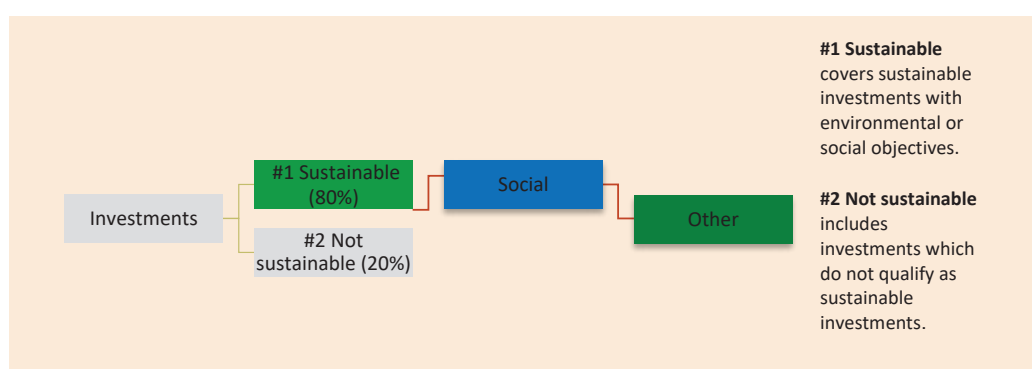 Investments
#1 Sustainable
(80%)
#2 Not
sustainable (20%)
Social
Other
#1 Sustainable
covers sustainable
investments with
environmental or
social objectives.
#2 Not sustainable
includes
investments which
do not qualify as
sustainable
investments.